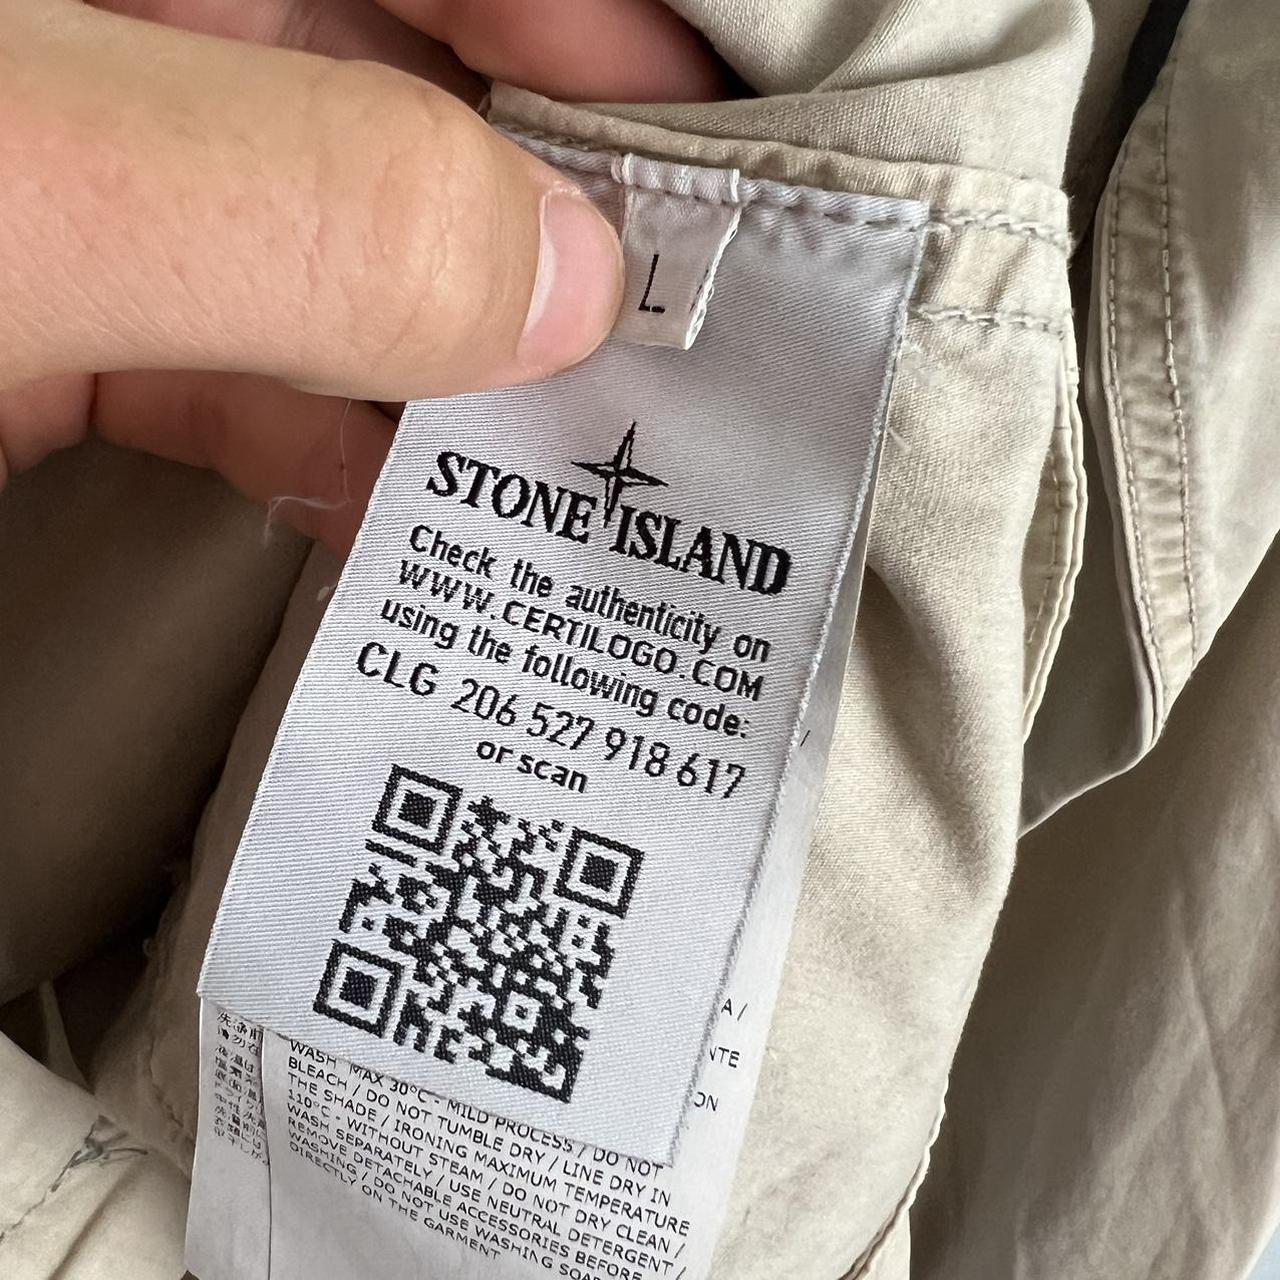 L
STONE ISLAND
Check the authenticity on
WWW.CERTILOGO.COM
using the following code:
CLG 206 527 918 617
or scan
A /
NTE
ON
WASH MAX 30°C - MILD PROCESS / DO NOT
BLEACH / DO NOT TUMBLE DRY / LINE DRY IN
THE SHADE / IRONING MAXIMUM TEMPERATURE
110°C - WITHOUT STEAM / DO NOT DRY CLEAN /
WASH SEPARATELY / USE NEUTRAL DETERGENT /
REMOVE DETACHABLE ACCESSORIES BEFORE
WASHING / DO NOT USE WASHING SOAP
DIRECTLY ON THE GARMENT